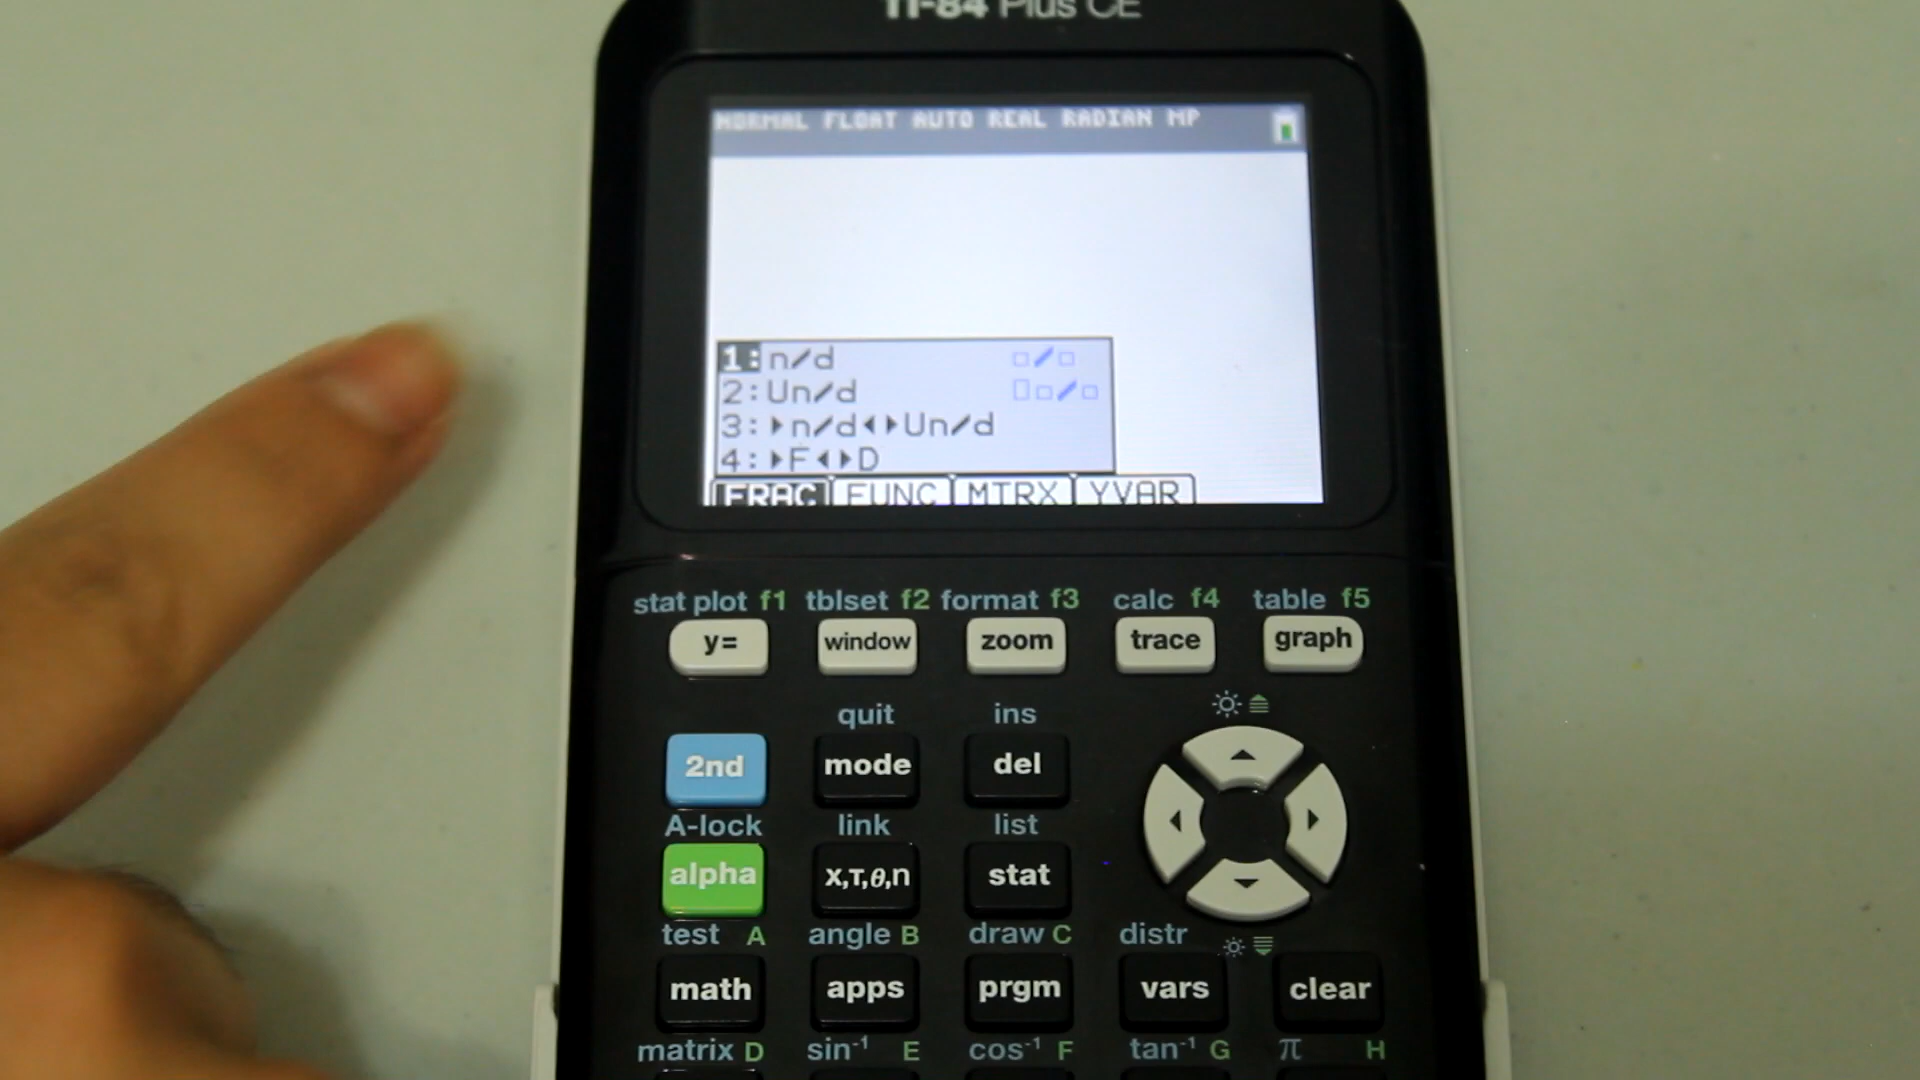 TI-84 Plus CE
NORMAL FLOAT AUTO REAL RADIAN MP
1:n/d
2:Un/d
3:▶n/d◀▶Un/d
4:▶F◀▶D
FRAC FUNC MTRX YVAR
stat plot f1 tblset f2 format f3 calc f4 table f5
y= window zoom trace graph
quit ins
2nd mode del
A-lock link list
alpha X,T,θ,n stat
test A angle B draw C distr
math apps prgm vars clear
matrix D sin⁻¹ E cos⁻¹ F tan⁻¹ G π H